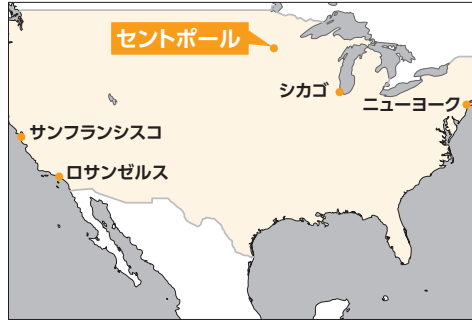 セントポール
シカゴ
ニューヨーク
サンフランシスコ
ロサンゼルス